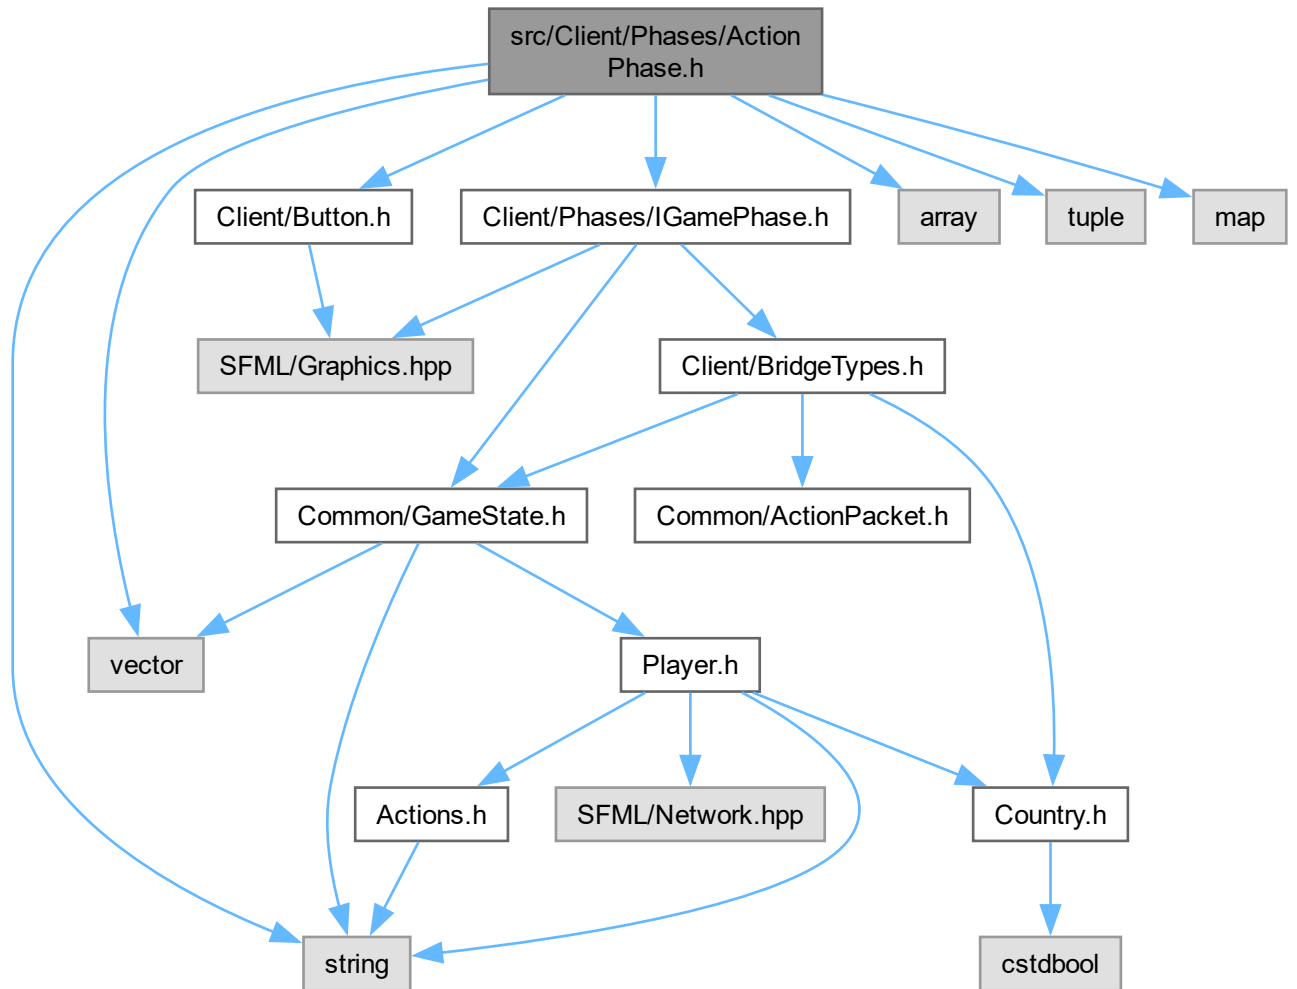 src/Client/Phases/Action
Phase.h
Client/Button.h
Client/Phases/IGamePhase.h
array
tuple
map
SFML/Graphics.hpp
Client/BridgeTypes.h
Common/GameState.h
Common/ActionPacket.h
vector
Player.h
Actions.h
SFML/Network.hpp
Country.h
string
cstdbool